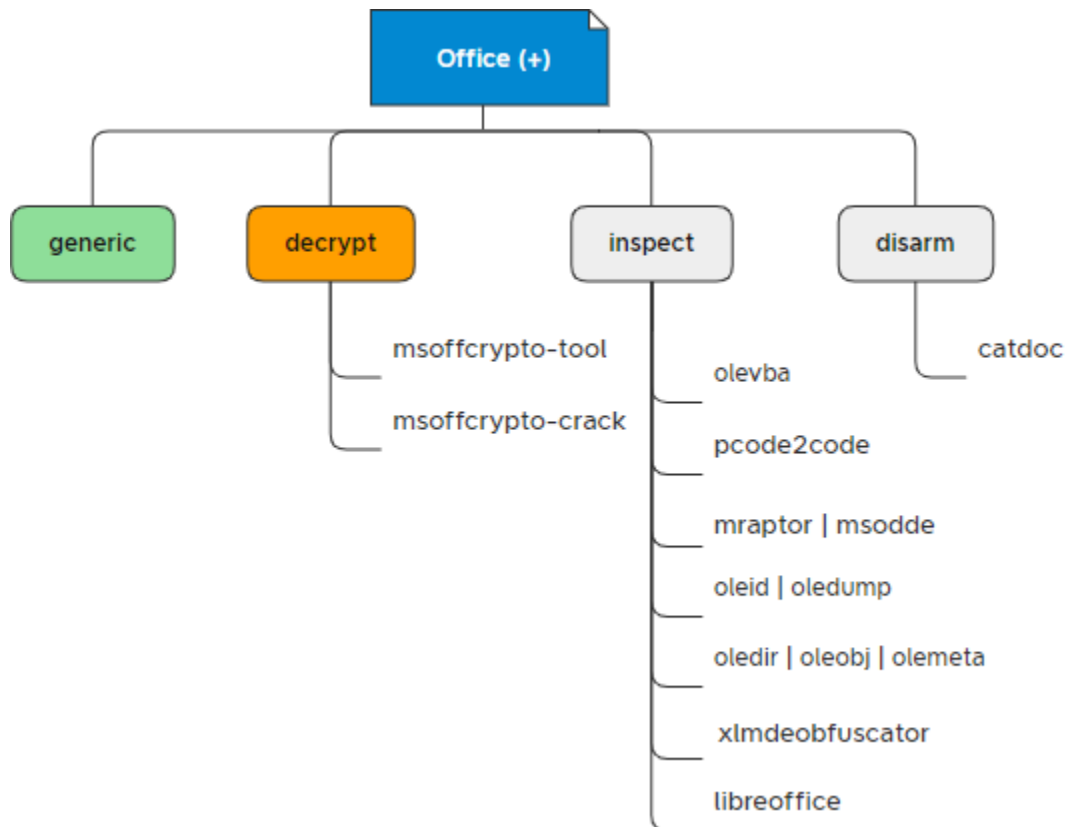 Office (+)
generic
decrypt
inspect
disarm
msoffcrypto-tool
msoffcrypto-crack
olevba
pcode2code
mraptor | msodde
oleid | oledump
oledir | oleobj | olemeta
xlmdeobfuscator
libreoffice
catdoc